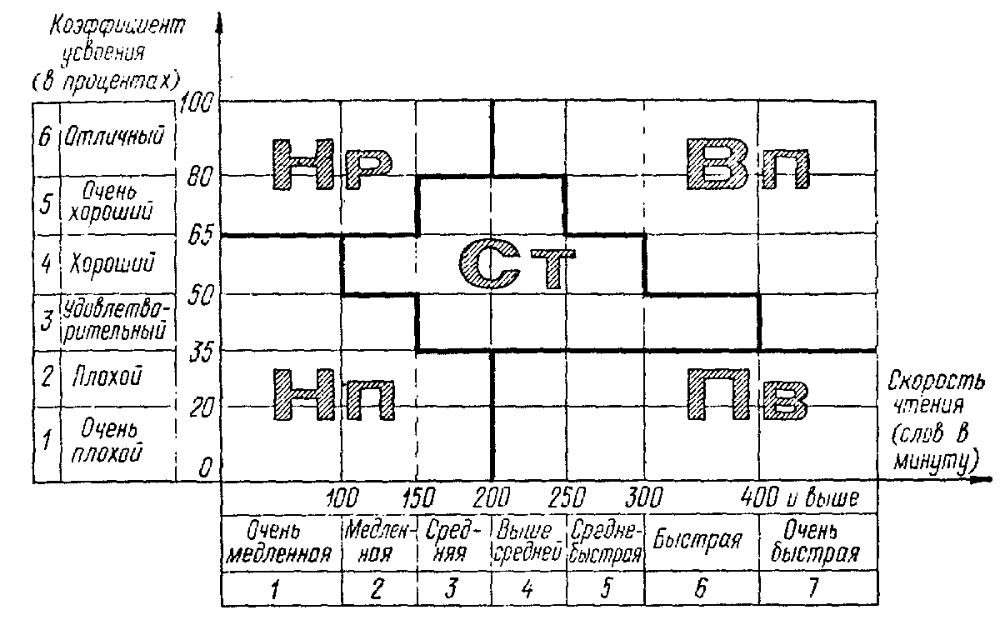 Коэффициент
усвоения
(в процентах)
100
6 Отличный
Нр
Вп
80
5 Очень
хороший
65
4 Хороший
Ст
50
3 Удовлетво-
рительный
35
2 Плохой
Нп
Пв
20
1 Очень
плохой
0
Скорость
чтения
(слов в
минуту)
100 150 200 250 300 400 и выше
Очень
медленная
Медлен-
ная
Сред-
няя
Выше
средней
Средне-
быстрая
Быстрая
Очень
быстрая
1 2 3 4 5 6 7